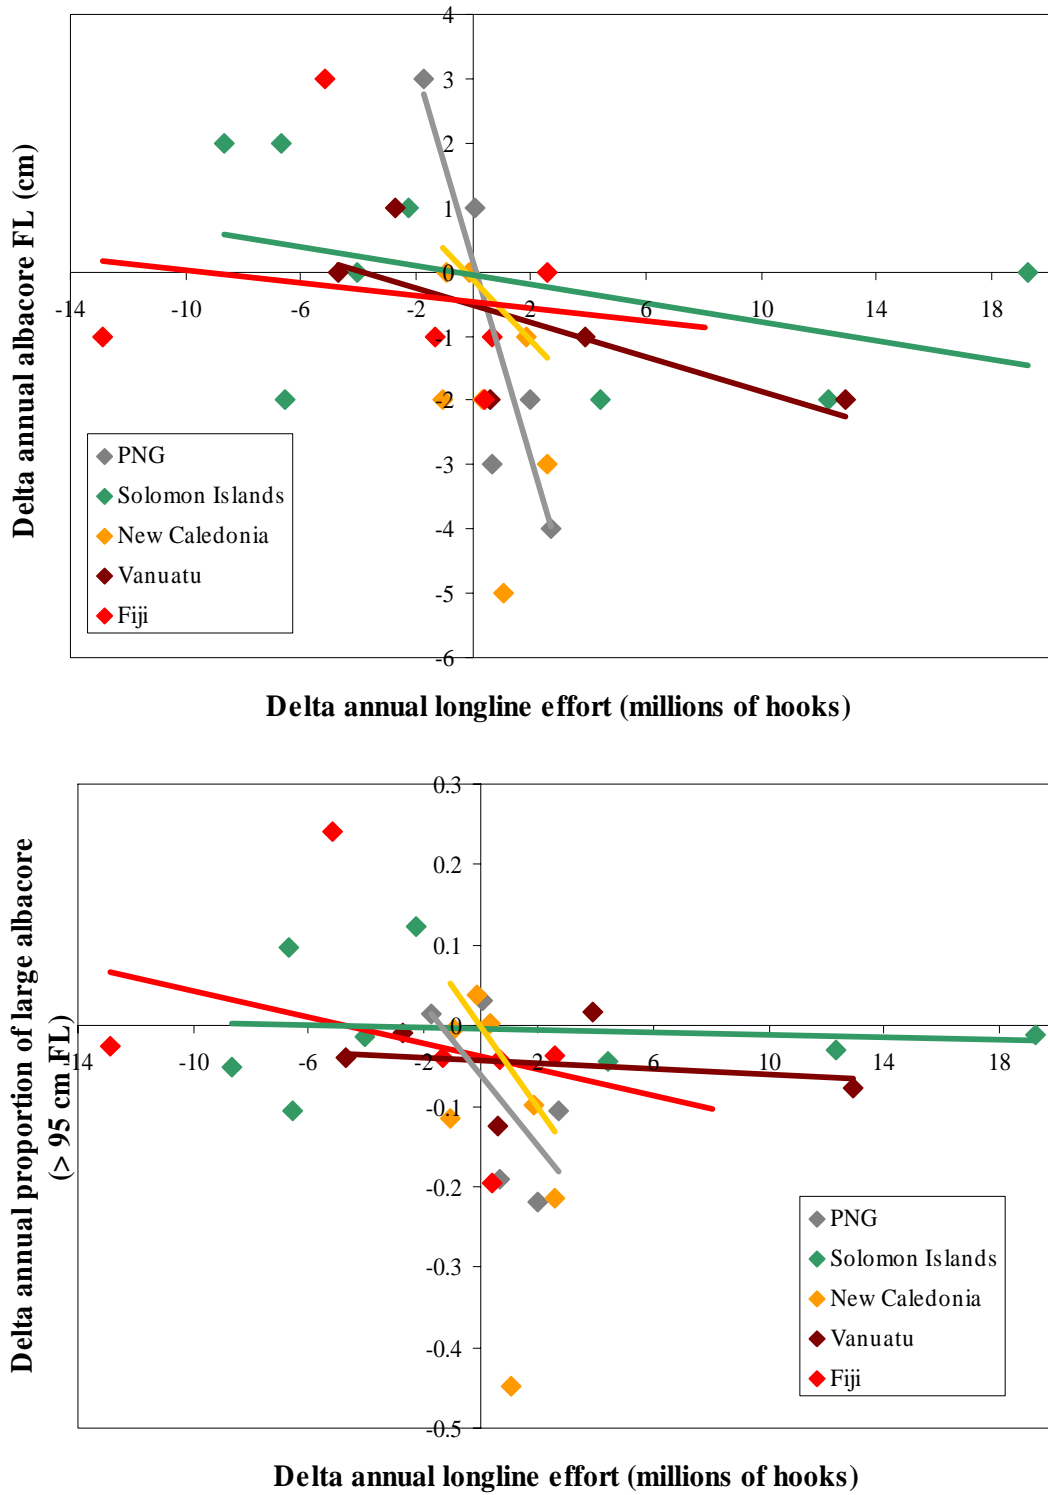 4
3
2
1
0
-14
-10
-6
-2
2
6
10
14
18
-1
-2
-3
-4
-5
-6
Delta annual albacore FL (cm)
PNG
Solomon Islands
New Caledonia
Vanuatu
Fiji
Delta annual longline effort (millions of hooks)
0.3
0.2
0.1
0
-14
-10
-6
-2
2
6
10
14
18
-0.1
-0.2
-0.3
-0.4
-0.5
Delta annual proportion of large albacore
(> 95 cm FL)
PNG
Solomon Islands
New Caledonia
Vanuatu
Fiji
Delta annual longline effort (millions of hooks)